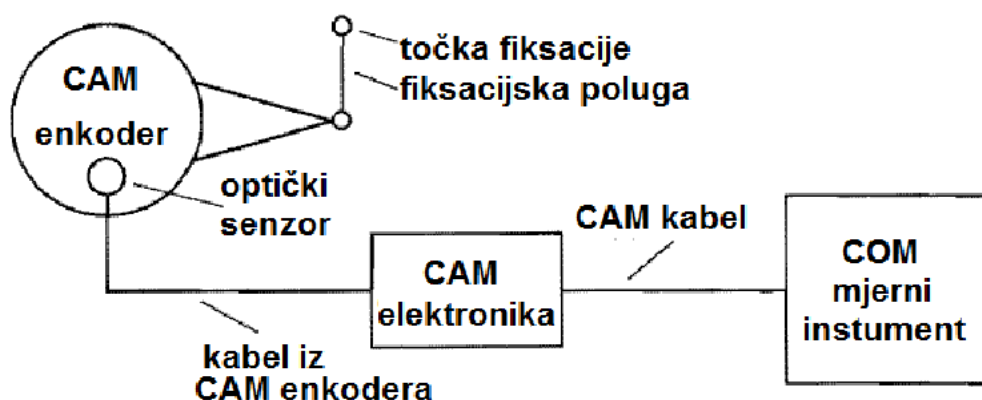 CAM
enkoder
točka fiksacije
fiksacijska poluga
optički
senzor
CAM kabel
CAM
elektronika
COM
mjerni
instument
kabel iz
CAM enkodera